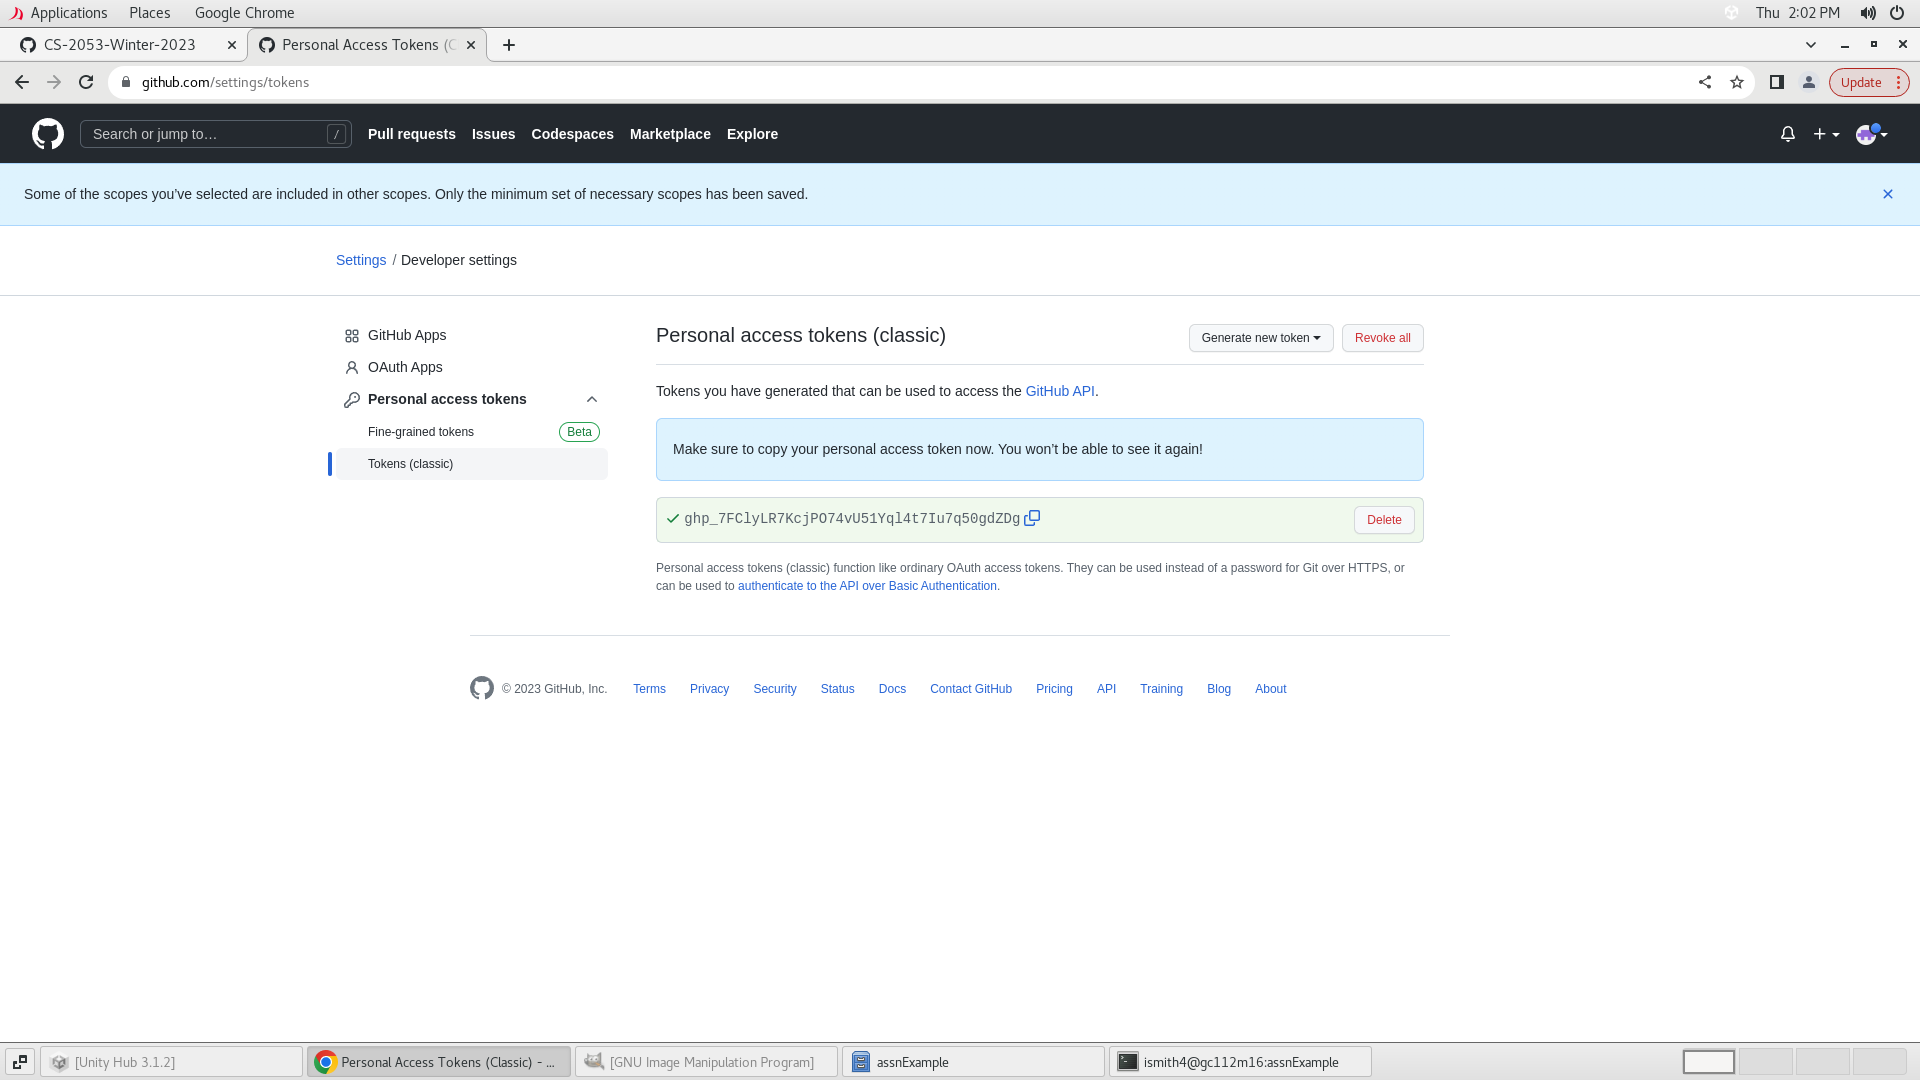 Applications Places Google Chrome Thu 2:02 PM
CS-2053-Winter-2023 Personal Access Tokens (C
github.com/settings/tokens Update
Search or jump to… / Pull requests Issues Codespaces Marketplace Explore
Some of the scopes you’ve selected are included in other scopes. Only the minimum set of necessary scopes has been saved.
Settings / Developer settings
GitHub Apps
OAuth Apps
Personal access tokens
Fine-grained tokens Beta
Tokens (classic)
Personal access tokens (classic) Generate new token Revoke all
Tokens you have generated that can be used to access the GitHub API.
Make sure to copy your personal access token now. You won’t be able to see it again!
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 Delete
Personal access tokens (classic) function like ordinary OAuth access tokens. They can be used instead of a password for Git over HTTPS, or
can be used to authenticate to the API over Basic Authentication.
© 2023 GitHub, Inc. Terms Privacy Security Status Docs Contact GitHub Pricing API Training Blog About
[Unity Hub 3.1.2] Personal Access Tokens (Classic) - … [GNU Image Manipulation Program] assnExample ismith4@gc112m16:assnExample